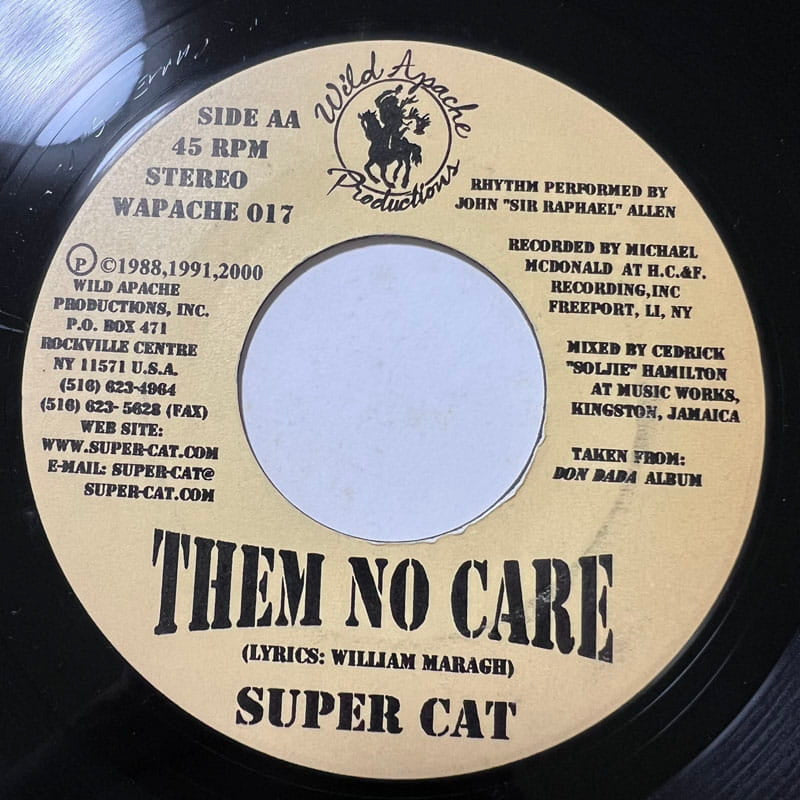 Wild Apache
Productions
SIDE AA
45 RPM
STEREO
WAPACHE 017
Ⓟ ©1988,1991,2000
WILD APACHE
PRODUCTIONS, INC.
P.O. BOX 471
ROCKVILLE CENTRE
NY 11571 U.S.A.
(516) 623-4964
(516) 623- 5628 (FAX)
WEB SITE:
WWW.SUPER-CAT.COM
E-MAIL: SUPER-CAT@
SUPER-CAT.COM
RHYTHM PERFORMED BY
JOHN "SIR RAPHAEL" ALLEN
RECORDED BY MICHAEL
MCDONALD AT H.C.&F.
RECORDING,INC
FREEPORT, LI, NY
MIXED BY CEDRICK
"SOLJIE" HAMILTON
AT MUSIC WORKS,
KINGSTON, JAMAICA
TAKEN FROM:
DON DADA ALBUM
THEM NO CARE
(LYRICS: WILLIAM MARAGH)
SUPER CAT